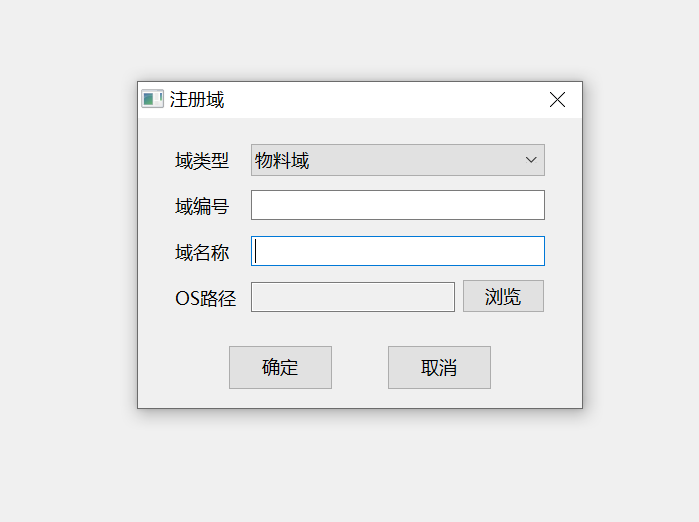 注册域
域类型 物料域
域编号
域名称
OS路径 浏览
确定 取消